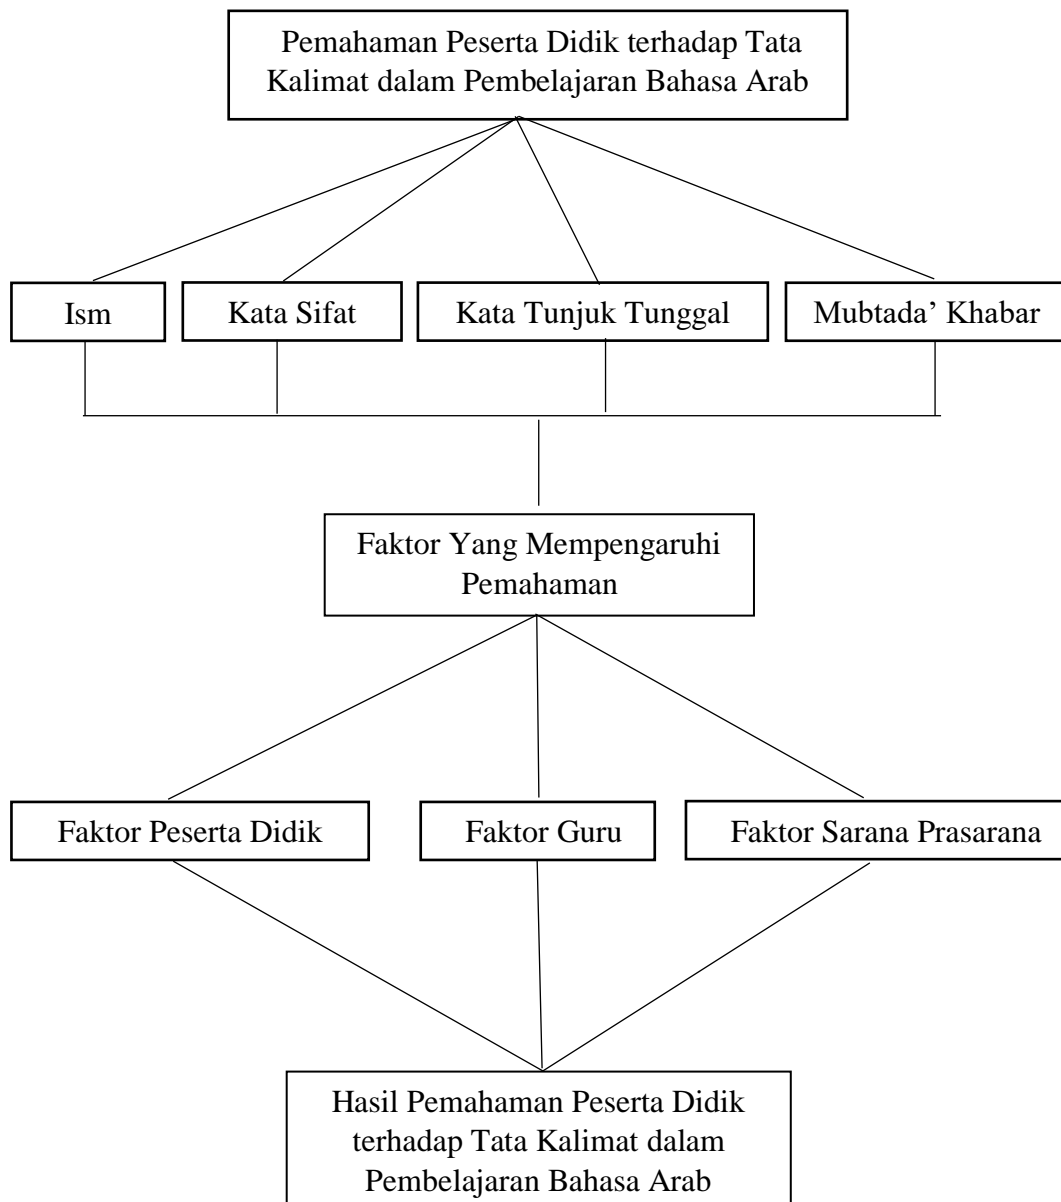 Pemahaman Peserta Didik terhadap Tata
Kalimat dalam Pembelajaran Bahasa Arab
Ism
Kata Sifat
Kata Tunjuk Tunggal
Mubtada’ Khabar
Faktor Yang Mempengaruhi
Pemahaman
Faktor Peserta Didik
Faktor Guru
Faktor Sarana Prasarana
Hasil Pemahaman Peserta Didik
terhadap Tata Kalimat dalam
Pembelajaran Bahasa Arab